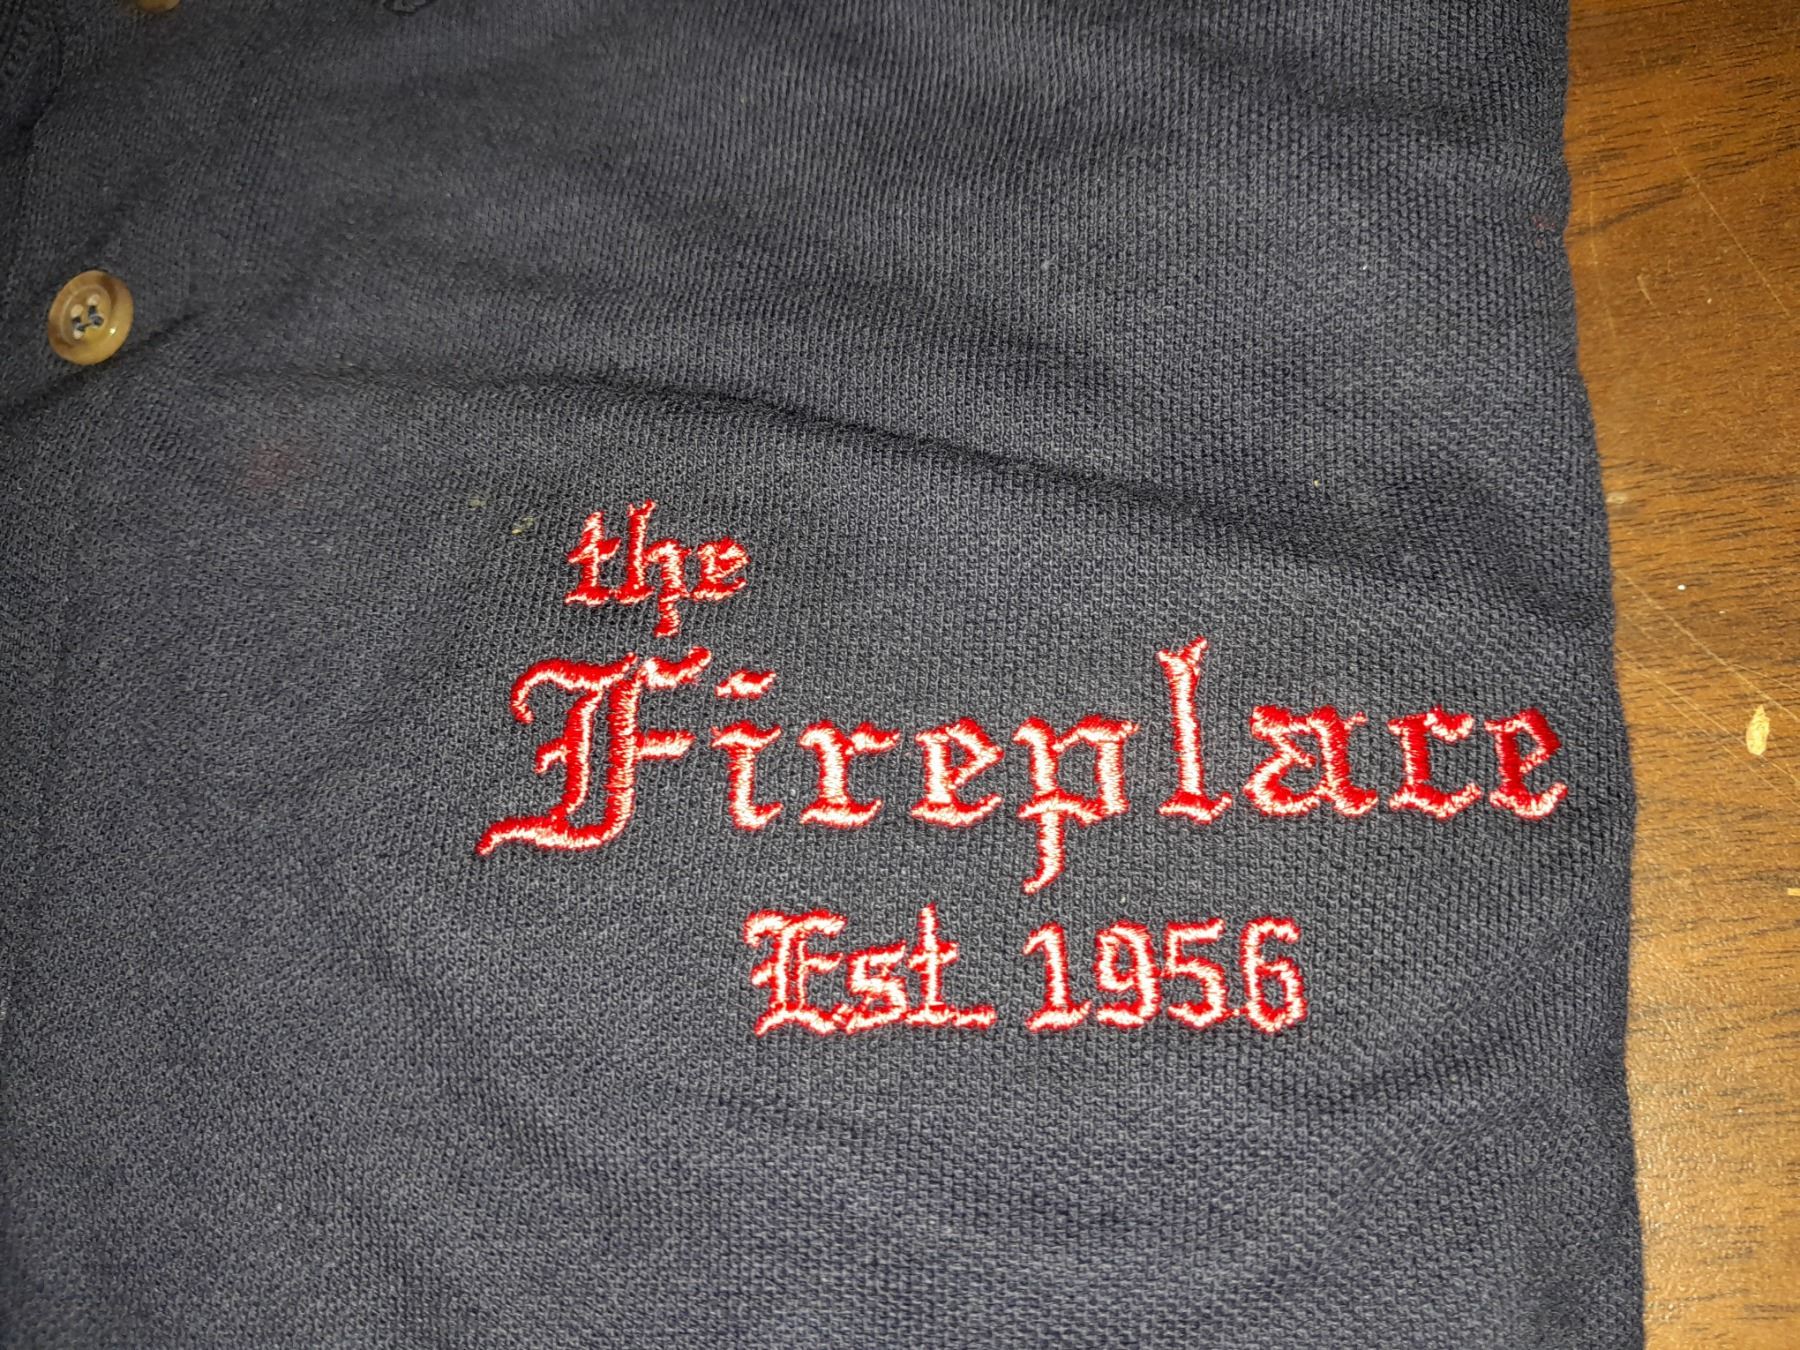 the
Fireplace
Est. 1956